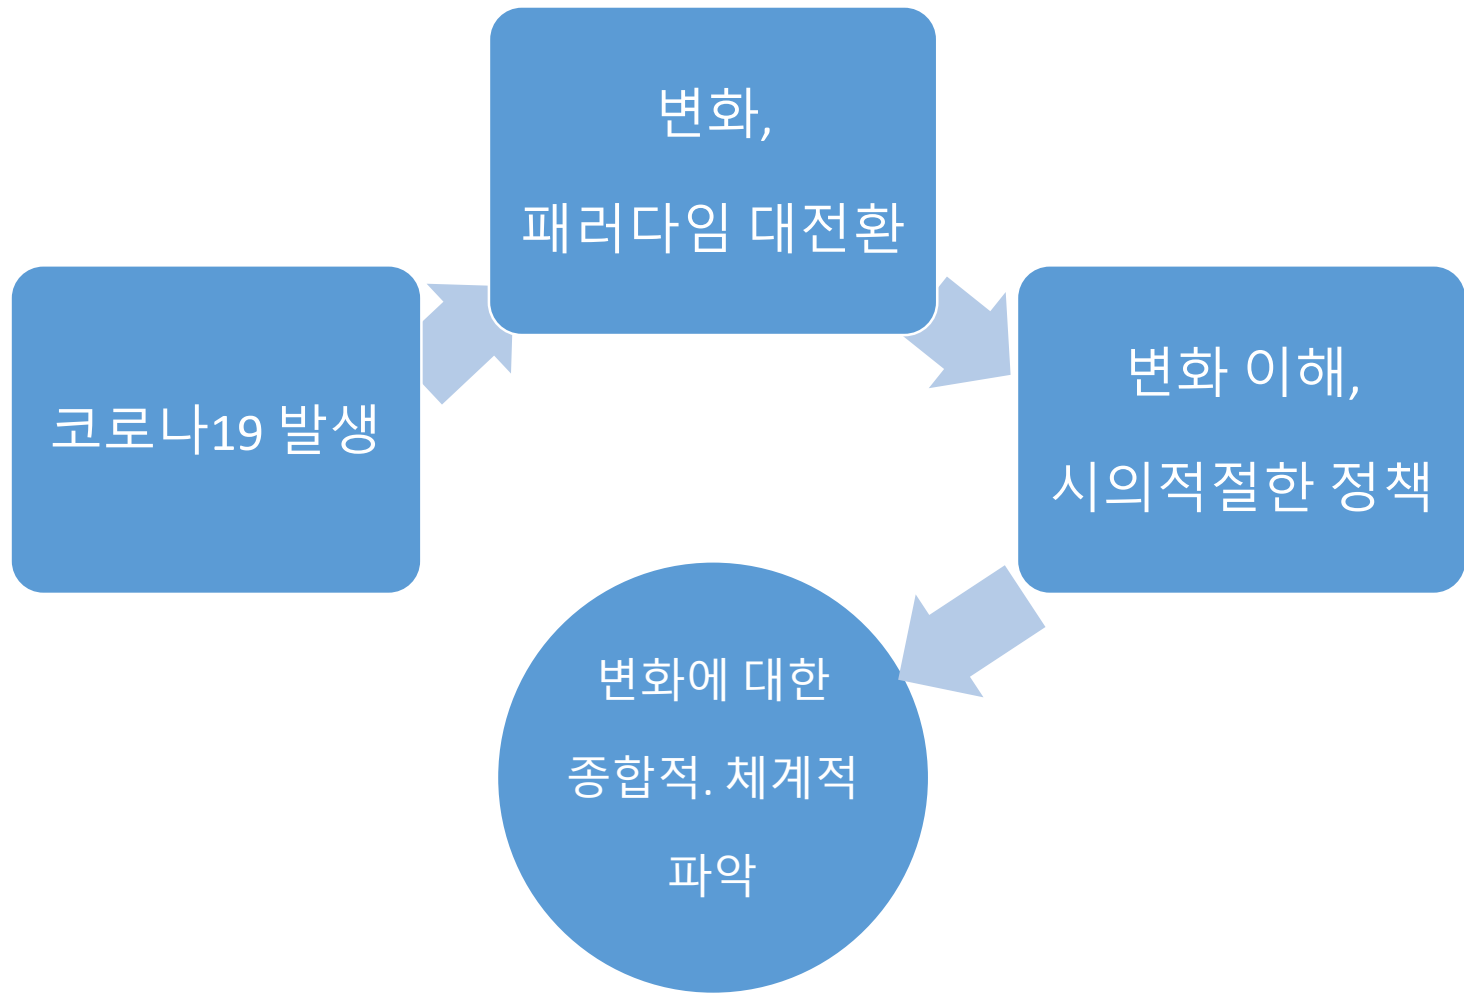 코로나19 발생
변화,
패러다임 대전환
변화 이해,
시의적절한 정책
변화에 대한
종합적. 체계적
파악